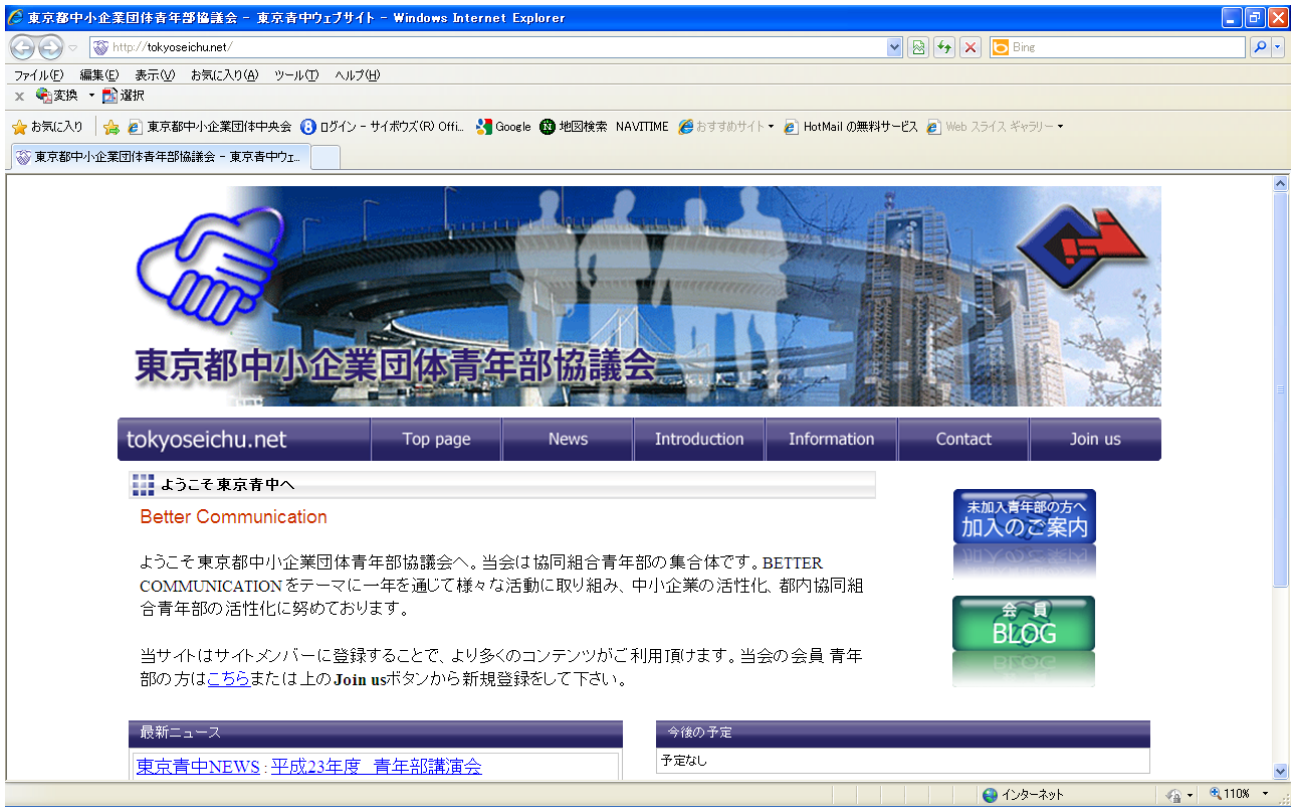 東京都中小企業団体青年部協議会 - 東京青中ウェブサイト - Windows Internet Explorer
http://tokyoseichu.net/
Bing
ファイル(F) 編集(E) 表示(V) お気に入り(A) ツール(T) ヘルプ(H)
x 変換 選択
お気に入り 東京都中小企業団体中央会 ログイン - サイボウズ(R) Offi... Google 地図検索 NAVITIME おすすめサイト HotMail の無料サービス Web スライス ギャラリー
東京都中小企業団体青年部協議会 - 東京青中ウェ...
東京都中小企業団体青年部協議会
tokyoseichu.net Top page News Introduction Information Contact Join us
ようこそ東京青中へ
Better Communication
ようこそ東京都中小企業団体青年部協議会へ。当会は協同組合青年部の集合体です。BETTER
COMMUNICATIONをテーマに一年を通じて様々な活動に取り組み、中小企業の活性化、都内協同組
合青年部の活性化に努めております。
当サイトはサイトメンバーに登録することで、より多くのコンテンツがご利用頂けます。当会の会員 青年
部の方はこちらまたは上のJoin usボタンから新規登録をして下さい。
未加入青年部の方へ
加入のご案内
会 員
BLOG
最新ニュース
東京青中NEWS : 平成23年度 青年部講演会
今後の予定
予定なし
インターネット
110%